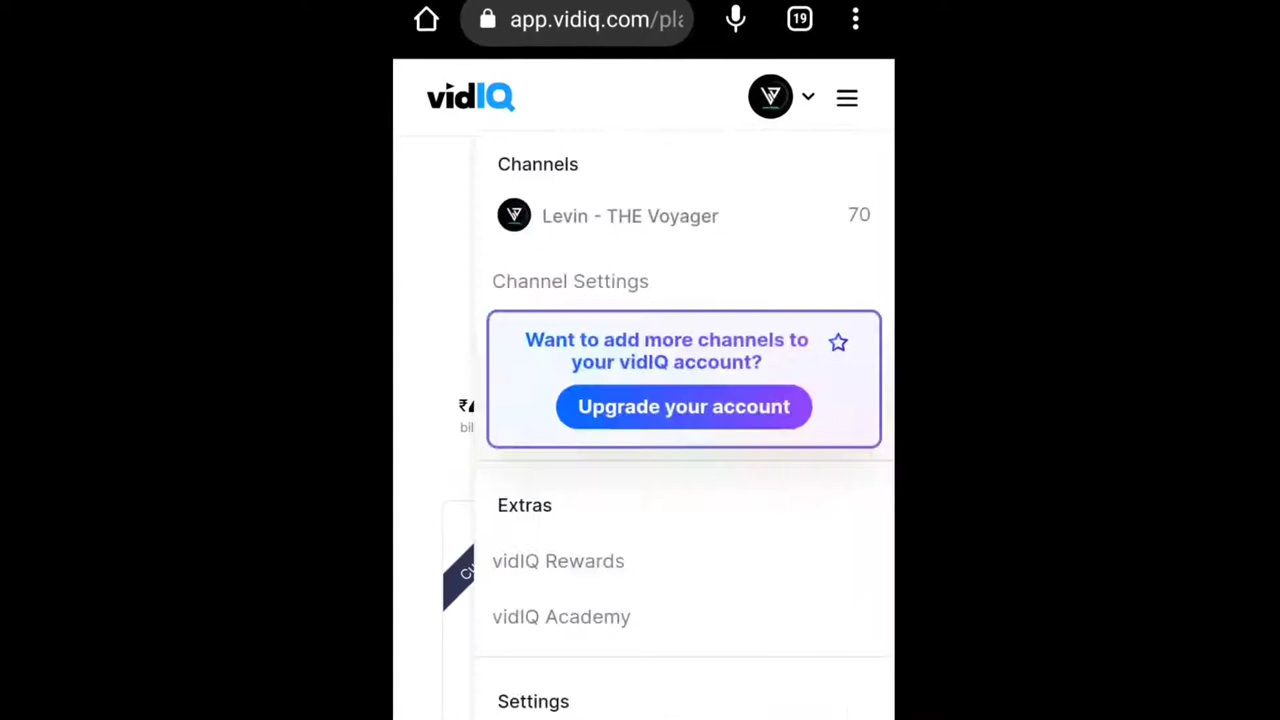 app.vidiq.com/pla
19
vidIQ
Channels
Levin - THE Voyager 70
Channel Settings
Want to add more channels to
your vidIQ account?
Upgrade your account
₹
bil
Extras
vidIQ Rewards
vidIQ Academy
Settings